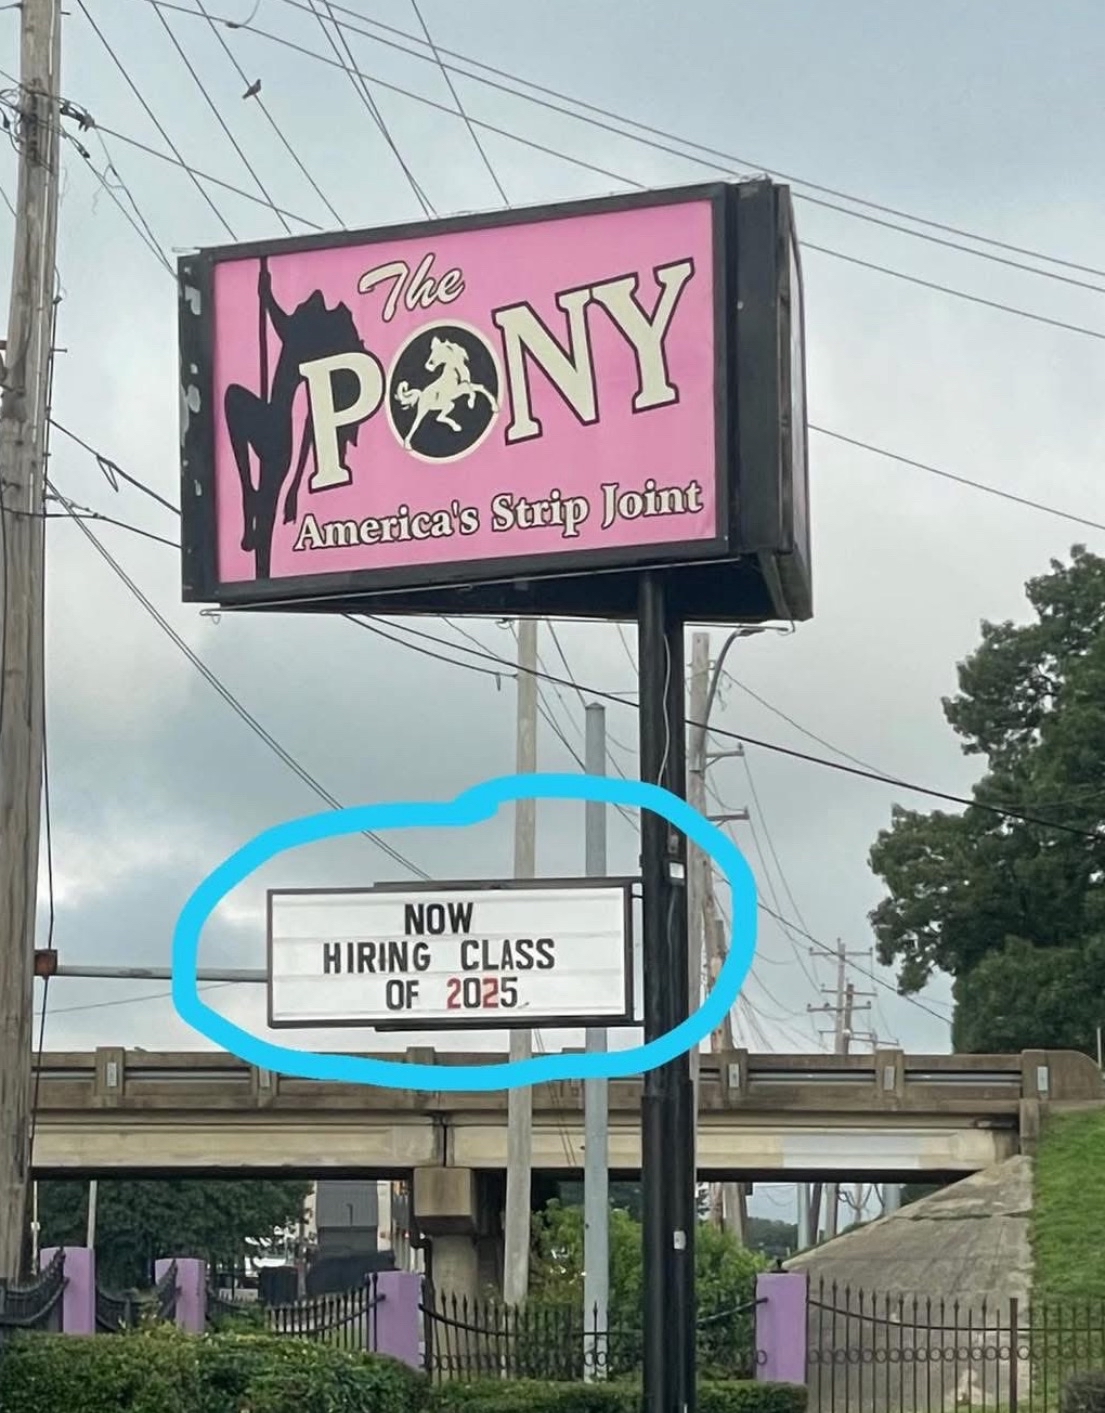 The
PONY
America's Strip Joint
NOW
HIRING CLASS
OF 2025